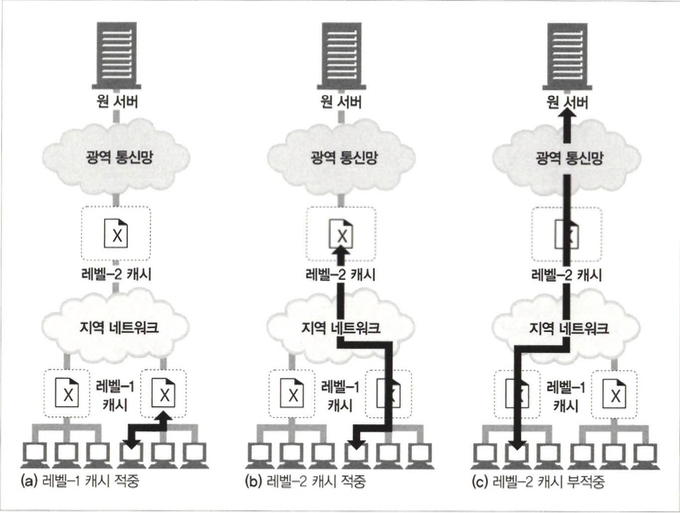 원 서버
광역 통신망
X
레벨-2 캐시
지역 네트워크
X
레벨-1
캐시
X
(a) 레벨-1 캐시 적중
원 서버
광역 통신망
X
레벨-2 캐시
지역 네트워크
X
레벨-1
캐시
X
(b) 레벨-2 캐시 적중
원 서버
광역 통신망
X
레벨-2 캐시
지역 네트워크
X
레벨-1
캐시
X
(c) 레벨-2 캐시 부적중